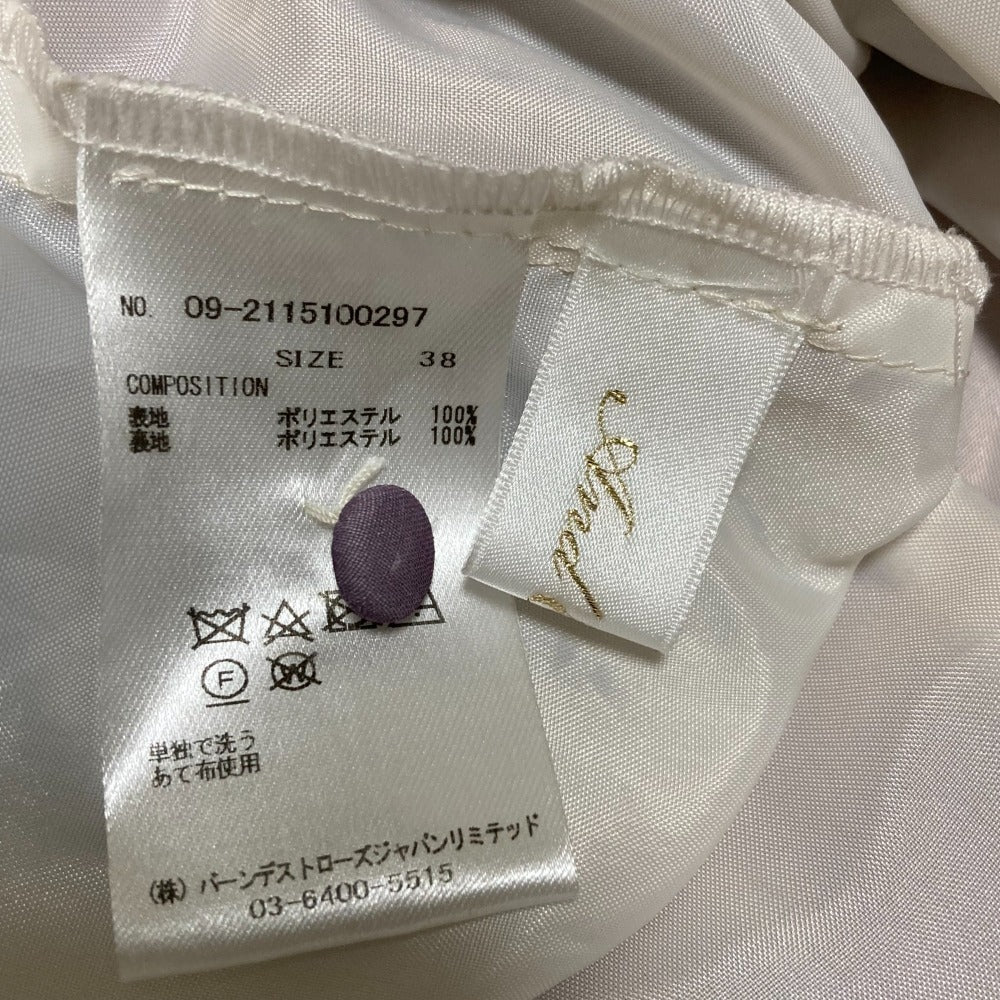 NO. 09-2115100297
SIZE 38
COMPOSITION
表地 ポリエステル 100%
裏地 ポリエステル 100%
F
W
単独で洗う
あて布使用
(株) バーンデストローズジャパンリミテッド
03-6400-5515